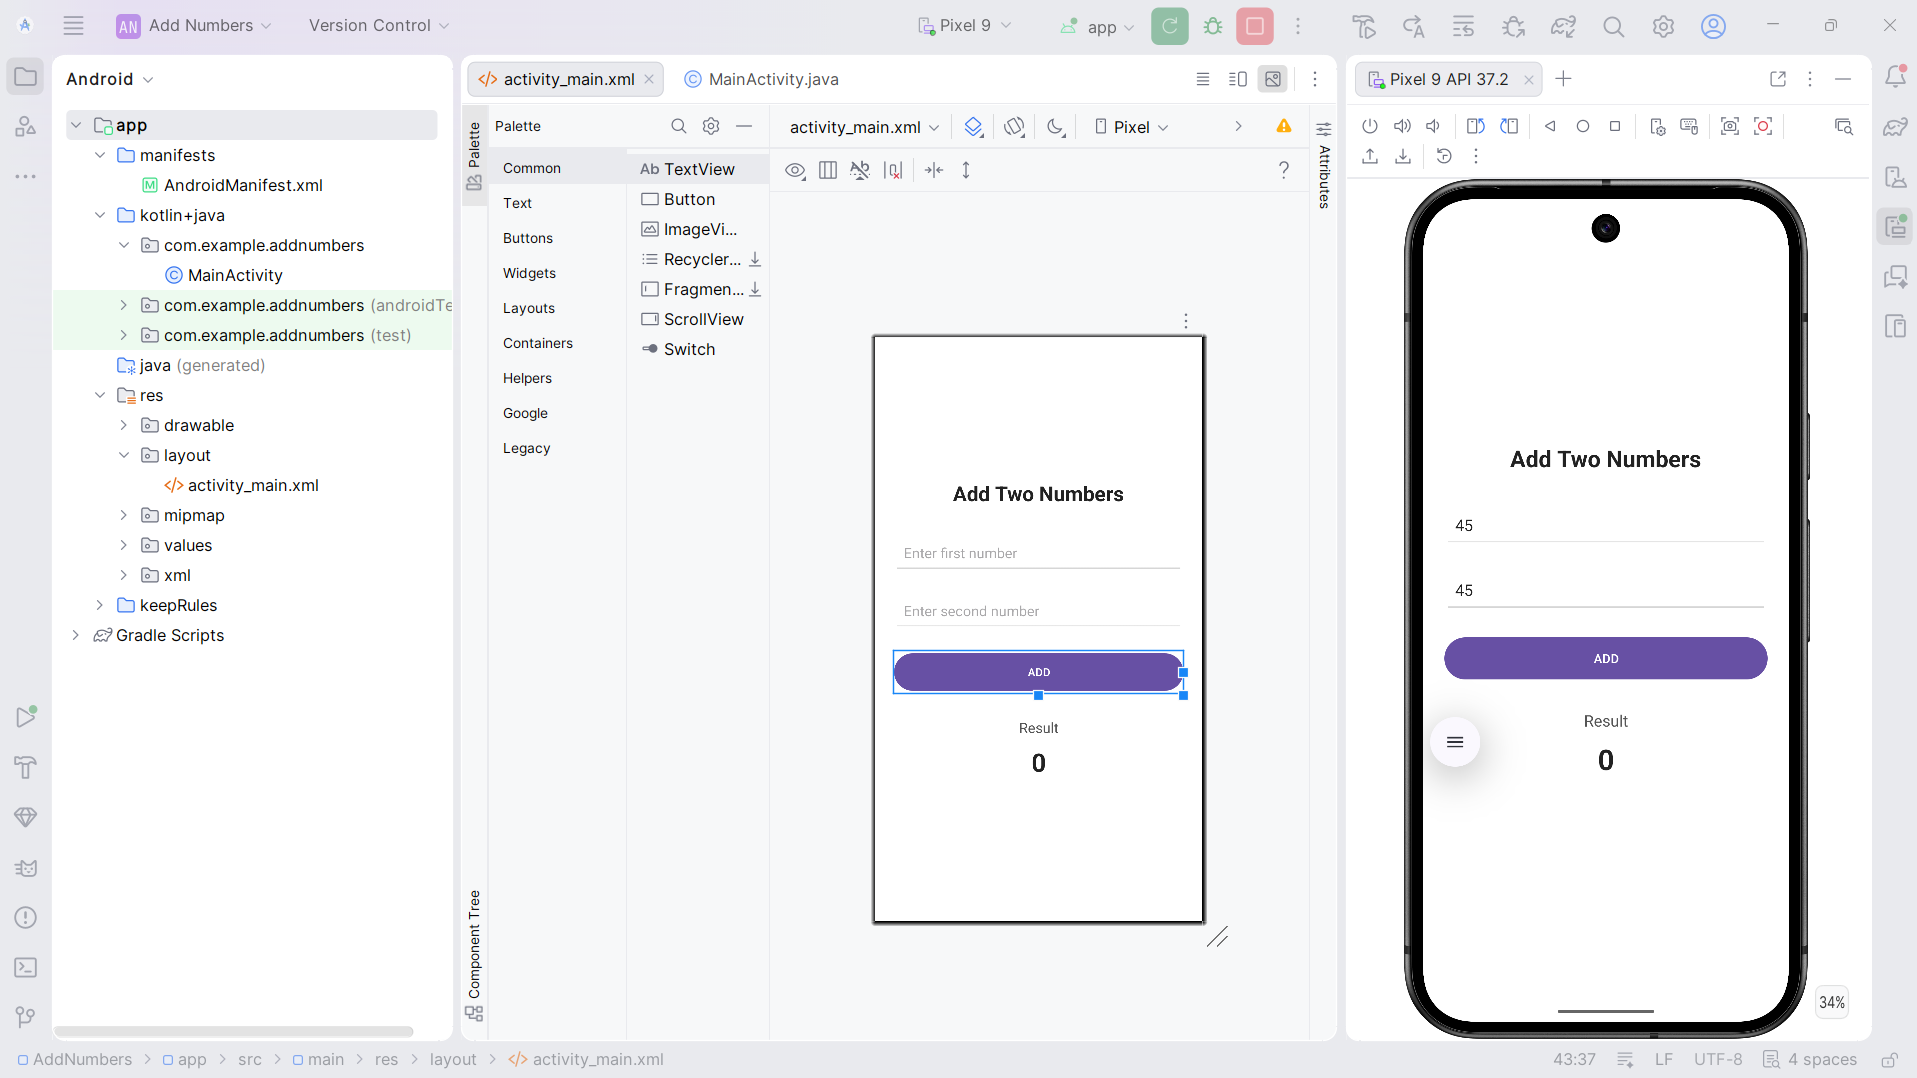 AN Add Numbers
Version Control
Pixel 9
app
Android
app
manifests
M AndroidManifest.xml
kotlin+java
com.example.addnumbers
C MainActivity
com.example.addnumbers (androidTe
com.example.addnumbers (test)
java (generated)
res
drawable
layout
</> activity_main.xml
mipmap
values
xml
keepRules
Gradle Scripts
</> activity_main.xml
C MainActivity.java
Palette
Component Tree
Palette
Common
Text
Buttons
Widgets
Layouts
Containers
Helpers
Google
Legacy
Ab TextView
Button
ImageVi...
Recycler...
Fragmen...
ScrollView
Switch
activity_main.xml
Pixel
?
Add Two Numbers
Enter first number
Enter second number
ADD
Result
0
Attributes
Pixel 9 API 37.2
Add Two Numbers
45
45
ADD
Result
0
34%
AddNumbers > app > src > main > res > layout > </> activity_main.xml
43:37 LF UTF-8 4 spaces